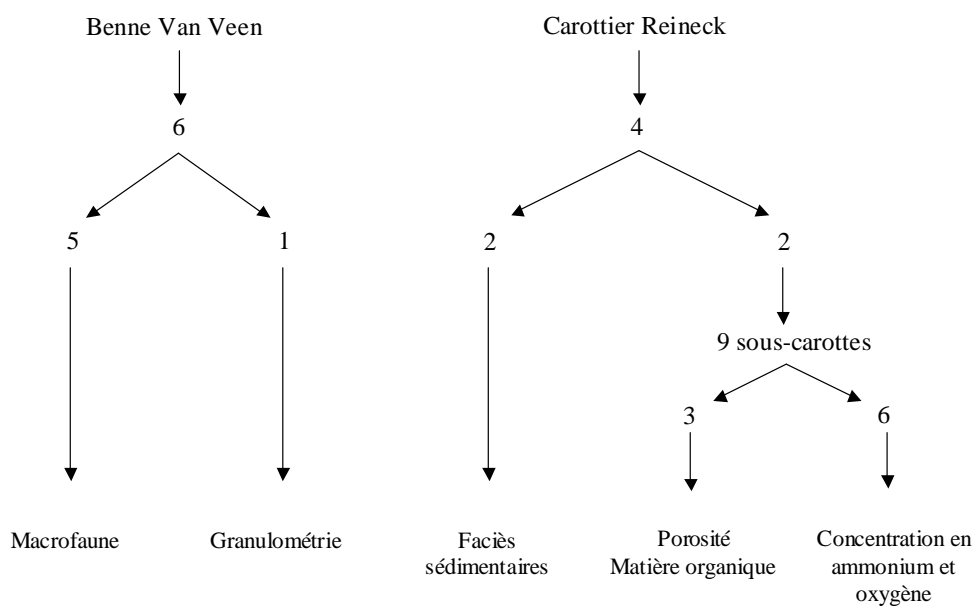 Benne Van Veen
Carottier Reineck
6
4
5
1
2
2
9 sous-carottes
3
6
Macrofaune
Granulométrie
Faciès
sédimentaires
Porosité
Matière organique
Concentration en
ammonium et
oxygène